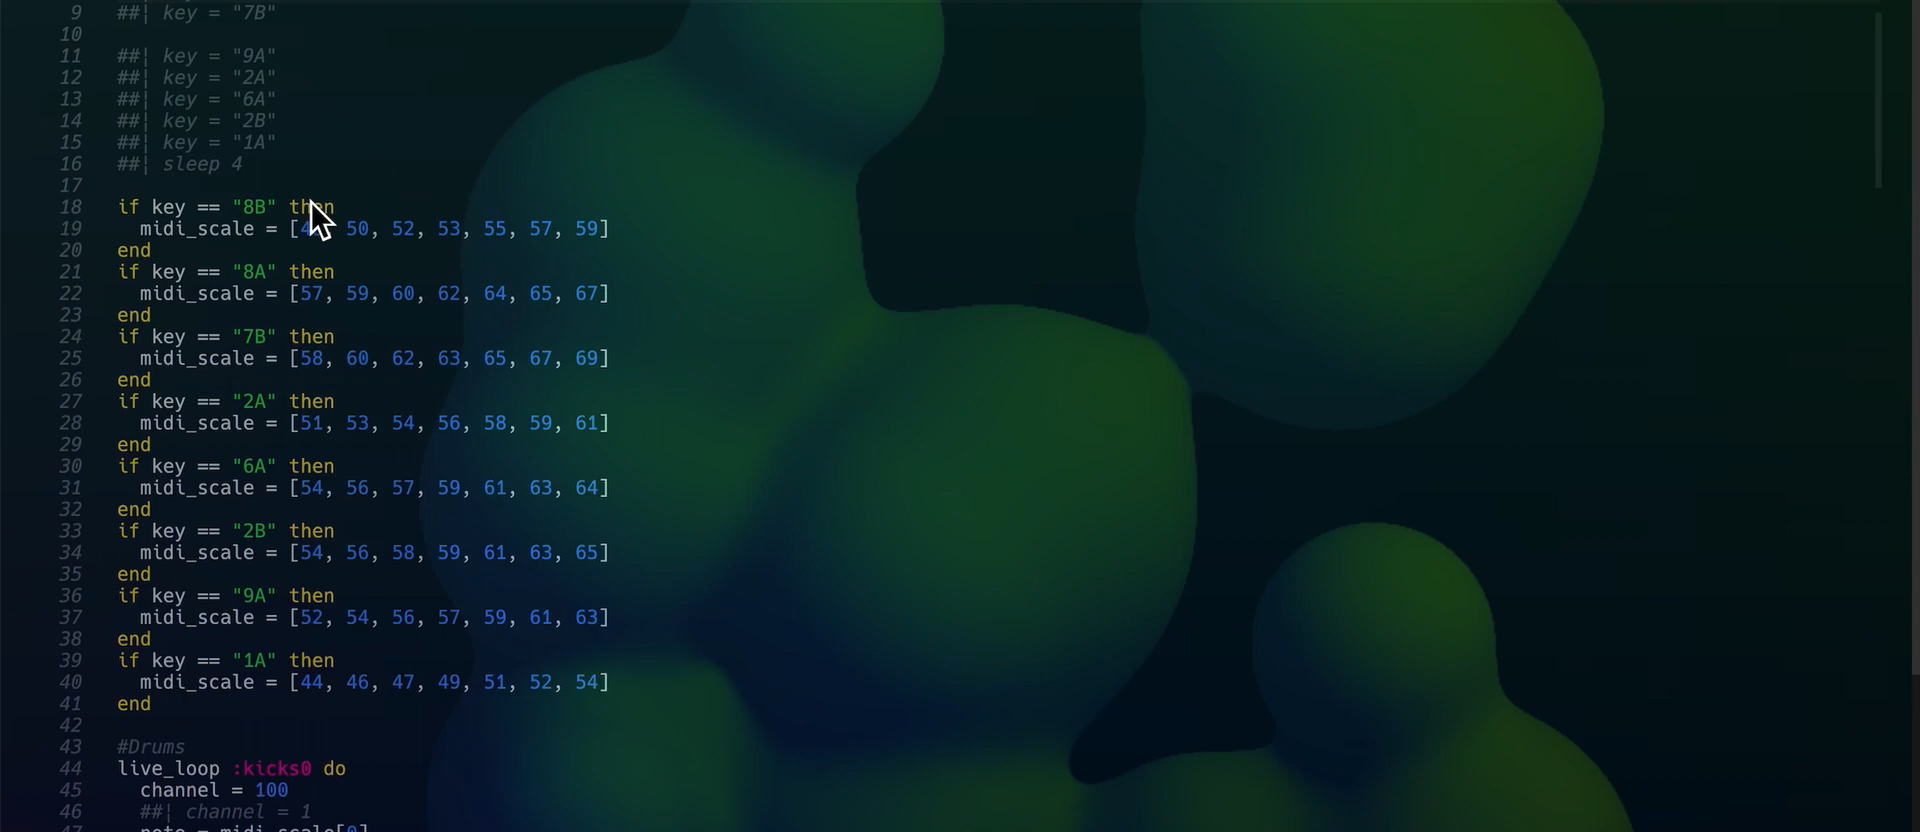 9 ##| key = "7B"
10
11 ##| key = "9A"
12 ##| key = "2A"
13 ##| key = "6A"
14 ##| key = "2B"
15 ##| key = "1A"
16 ##| sleep 4
17
18 if key == "8B" then
19 midi_scale = [4 50, 52, 53, 55, 57, 59]
20 end
21 if key == "8A" then
22 midi_scale = [57, 59, 60, 62, 64, 65, 67]
23 end
24 if key == "7B" then
25 midi_scale = [58, 60, 62, 63, 65, 67, 69]
26 end
27 if key == "2A" then
28 midi_scale = [51, 53, 54, 56, 58, 59, 61]
29 end
30 if key == "6A" then
31 midi_scale = [54, 56, 57, 59, 61, 63, 64]
32 end
33 if key == "2B" then
34 midi_scale = [54, 56, 58, 59, 61, 63, 65]
35 end
36 if key == "9A" then
37 midi_scale = [52, 54, 56, 57, 59, 61, 63]
38 end
39 if key == "1A" then
40 midi_scale = [44, 46, 47, 49, 51, 52, 54]
41 end
42
43 #Drums
44 live_loop :kicks0 do
45 channel = 100
46 ##| channel = 1
47 note = midi_scale[0]